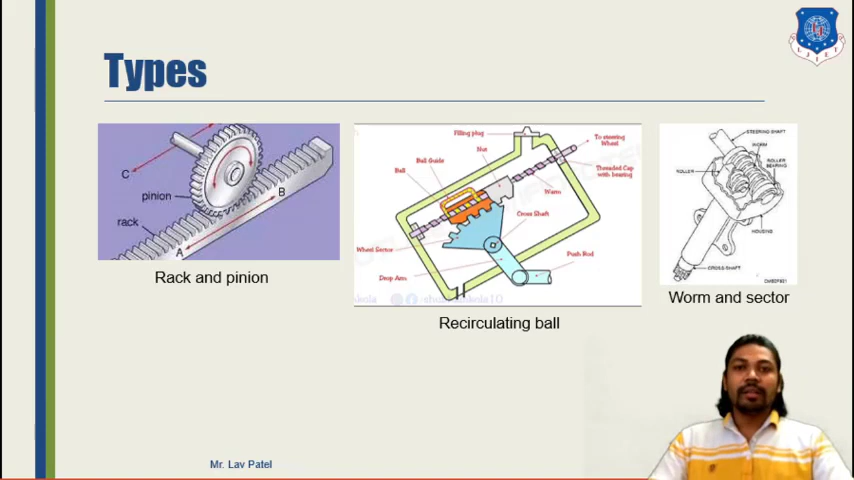 Types
C
B
pinion
rack
A
Rack and pinion
Filling plug
To steering
Wheel
Nut
Ball Guide
Ball
Threaded Cap
with bearing
Worm
Cross Shaft
Wheel Sector
Push Rod
Drop Arm
Recirculating ball
STEERING SHAFT
WORM
ROLLER
BEARING
ROLLER
HOUSING
CROSS SHAFT
Worm and sector
Mr. Lav Patel